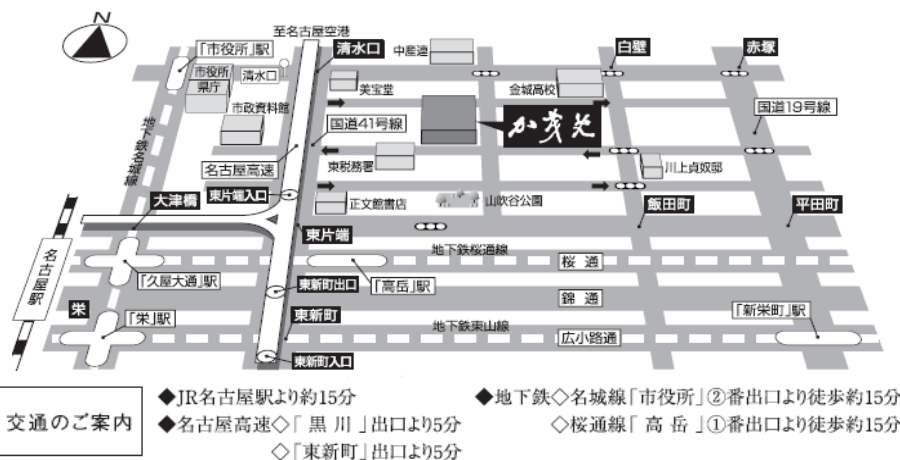 N
至名古屋空港
「市役所」駅
清水口
中産連
白壁
赤塚
市役所
県庁
清水口
美宝堂
金城高校
市政資料館
国道41号線
か茂免
国道19号線
地下鉄名城線
名古屋高速
東税務署
川上貞奴邸
大津橋
東片端入口
正文館書店
山吹谷公園
飯田町
平田町
東片端
名古屋駅
地下鉄桜通線
桜通
「久屋大通」駅
東新町出口
「高岳」駅
錦通
栄
「栄」駅
東新町
地下鉄東山線
「新栄町」駅
広小路通
東新町入口
交通のご案内
◆JR名古屋駅より約15分
◆名古屋高速◇「黒川」出口より5分
◇「東新町」出口より5分
◆地下鉄◇名城線「市役所」②番出口より徒歩約15分
◇桜通線「高岳」①番出口より徒歩約15分